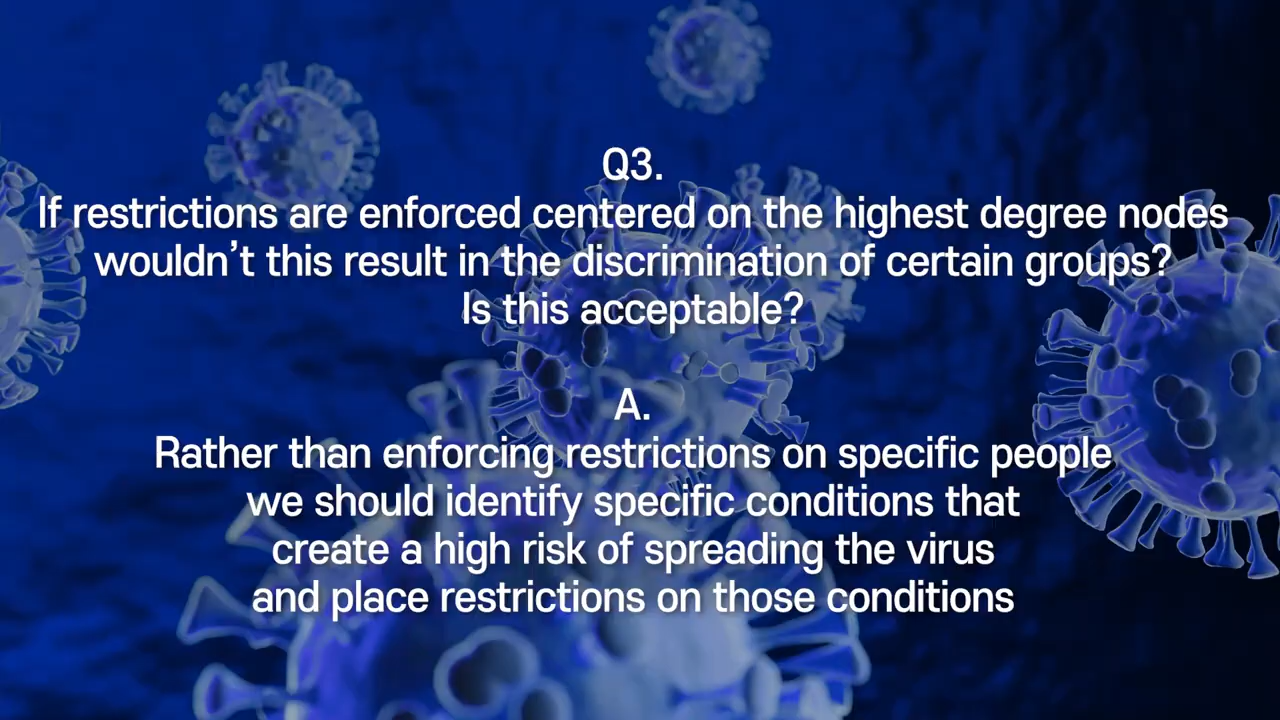 Q3.
If restrictions are enforced centered on the highest degree nodes
wouldn’t this result in the discrimination of certain groups?
Is this acceptable?
A.
Rather than enforcing restrictions on specific people
we should identify specific conditions that
create a high risk of spreading the virus
and place restrictions on those conditions